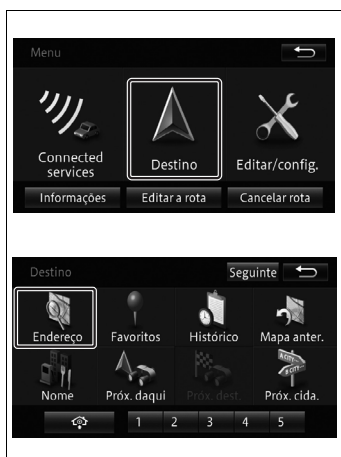 Menu
Connected
services
Destino
Editar/config.
Informações
Editar a rota
Cancelar rota
Destino
Seguinte
Endereço
Favoritos
Histórico
Mapa anter.
Nome
Próx. daqui
Próx. dest.
Próx. cida.
1 2 3 4 5